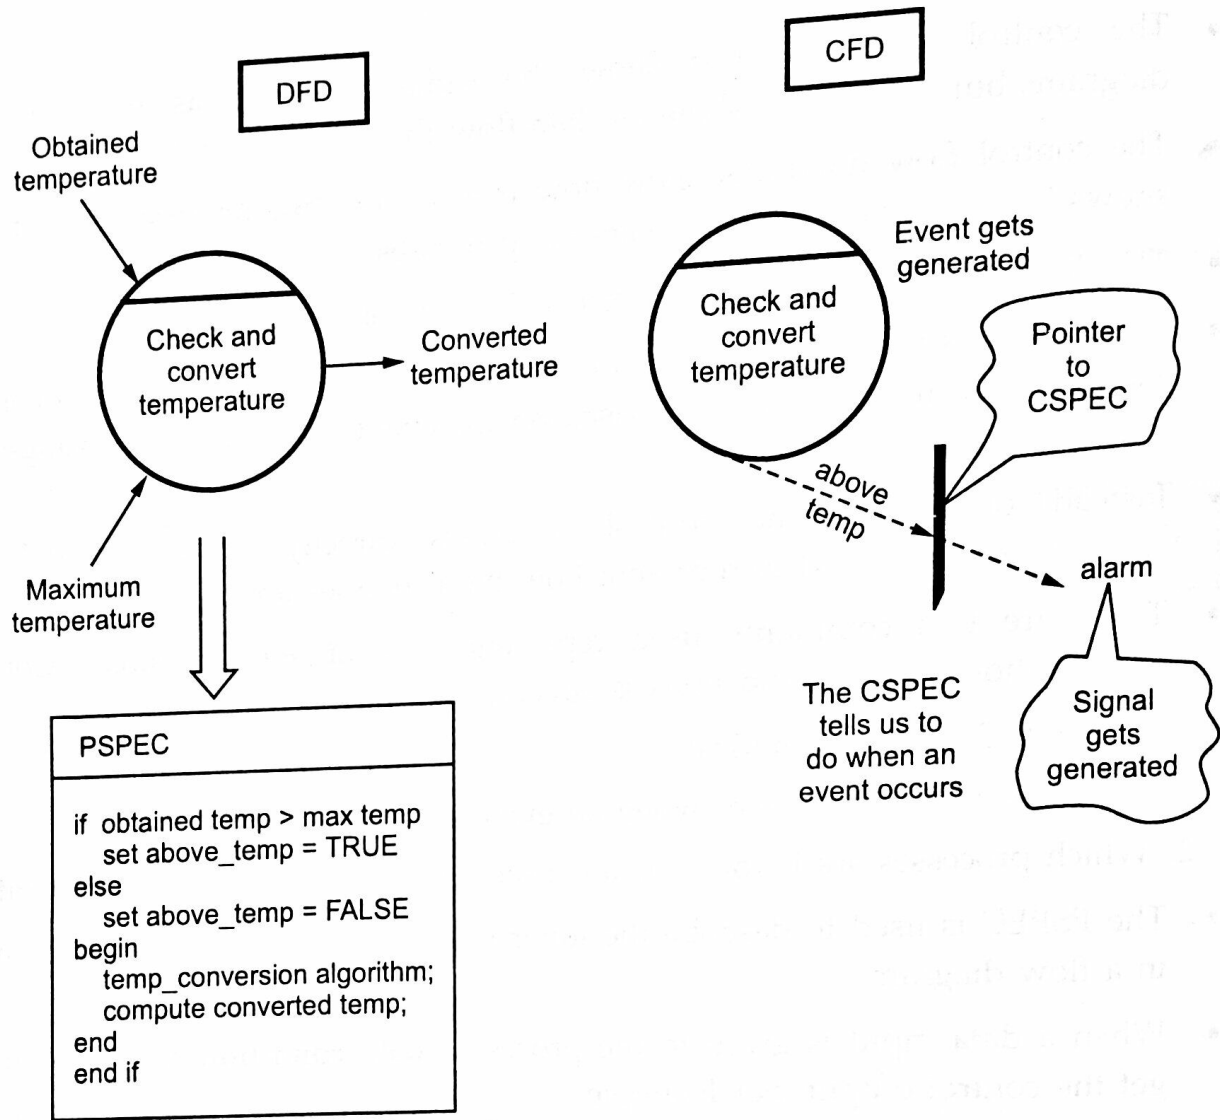 DFD
Obtained
temperature
Check and
convert
temperature
Converted
temperature
Maximum
temperature
PSPEC
if obtained temp > max temp
set above_temp = TRUE
else
set above_temp = FALSE
begin
temp_conversion algorithm;
compute converted temp;
end
end if
CFD
Event gets
generated
Check and
convert
temperature
Pointer
to
CSPEC
above
temp
alarm
The CSPEC
tells us to
do when an
event occurs
Signal
gets
generated